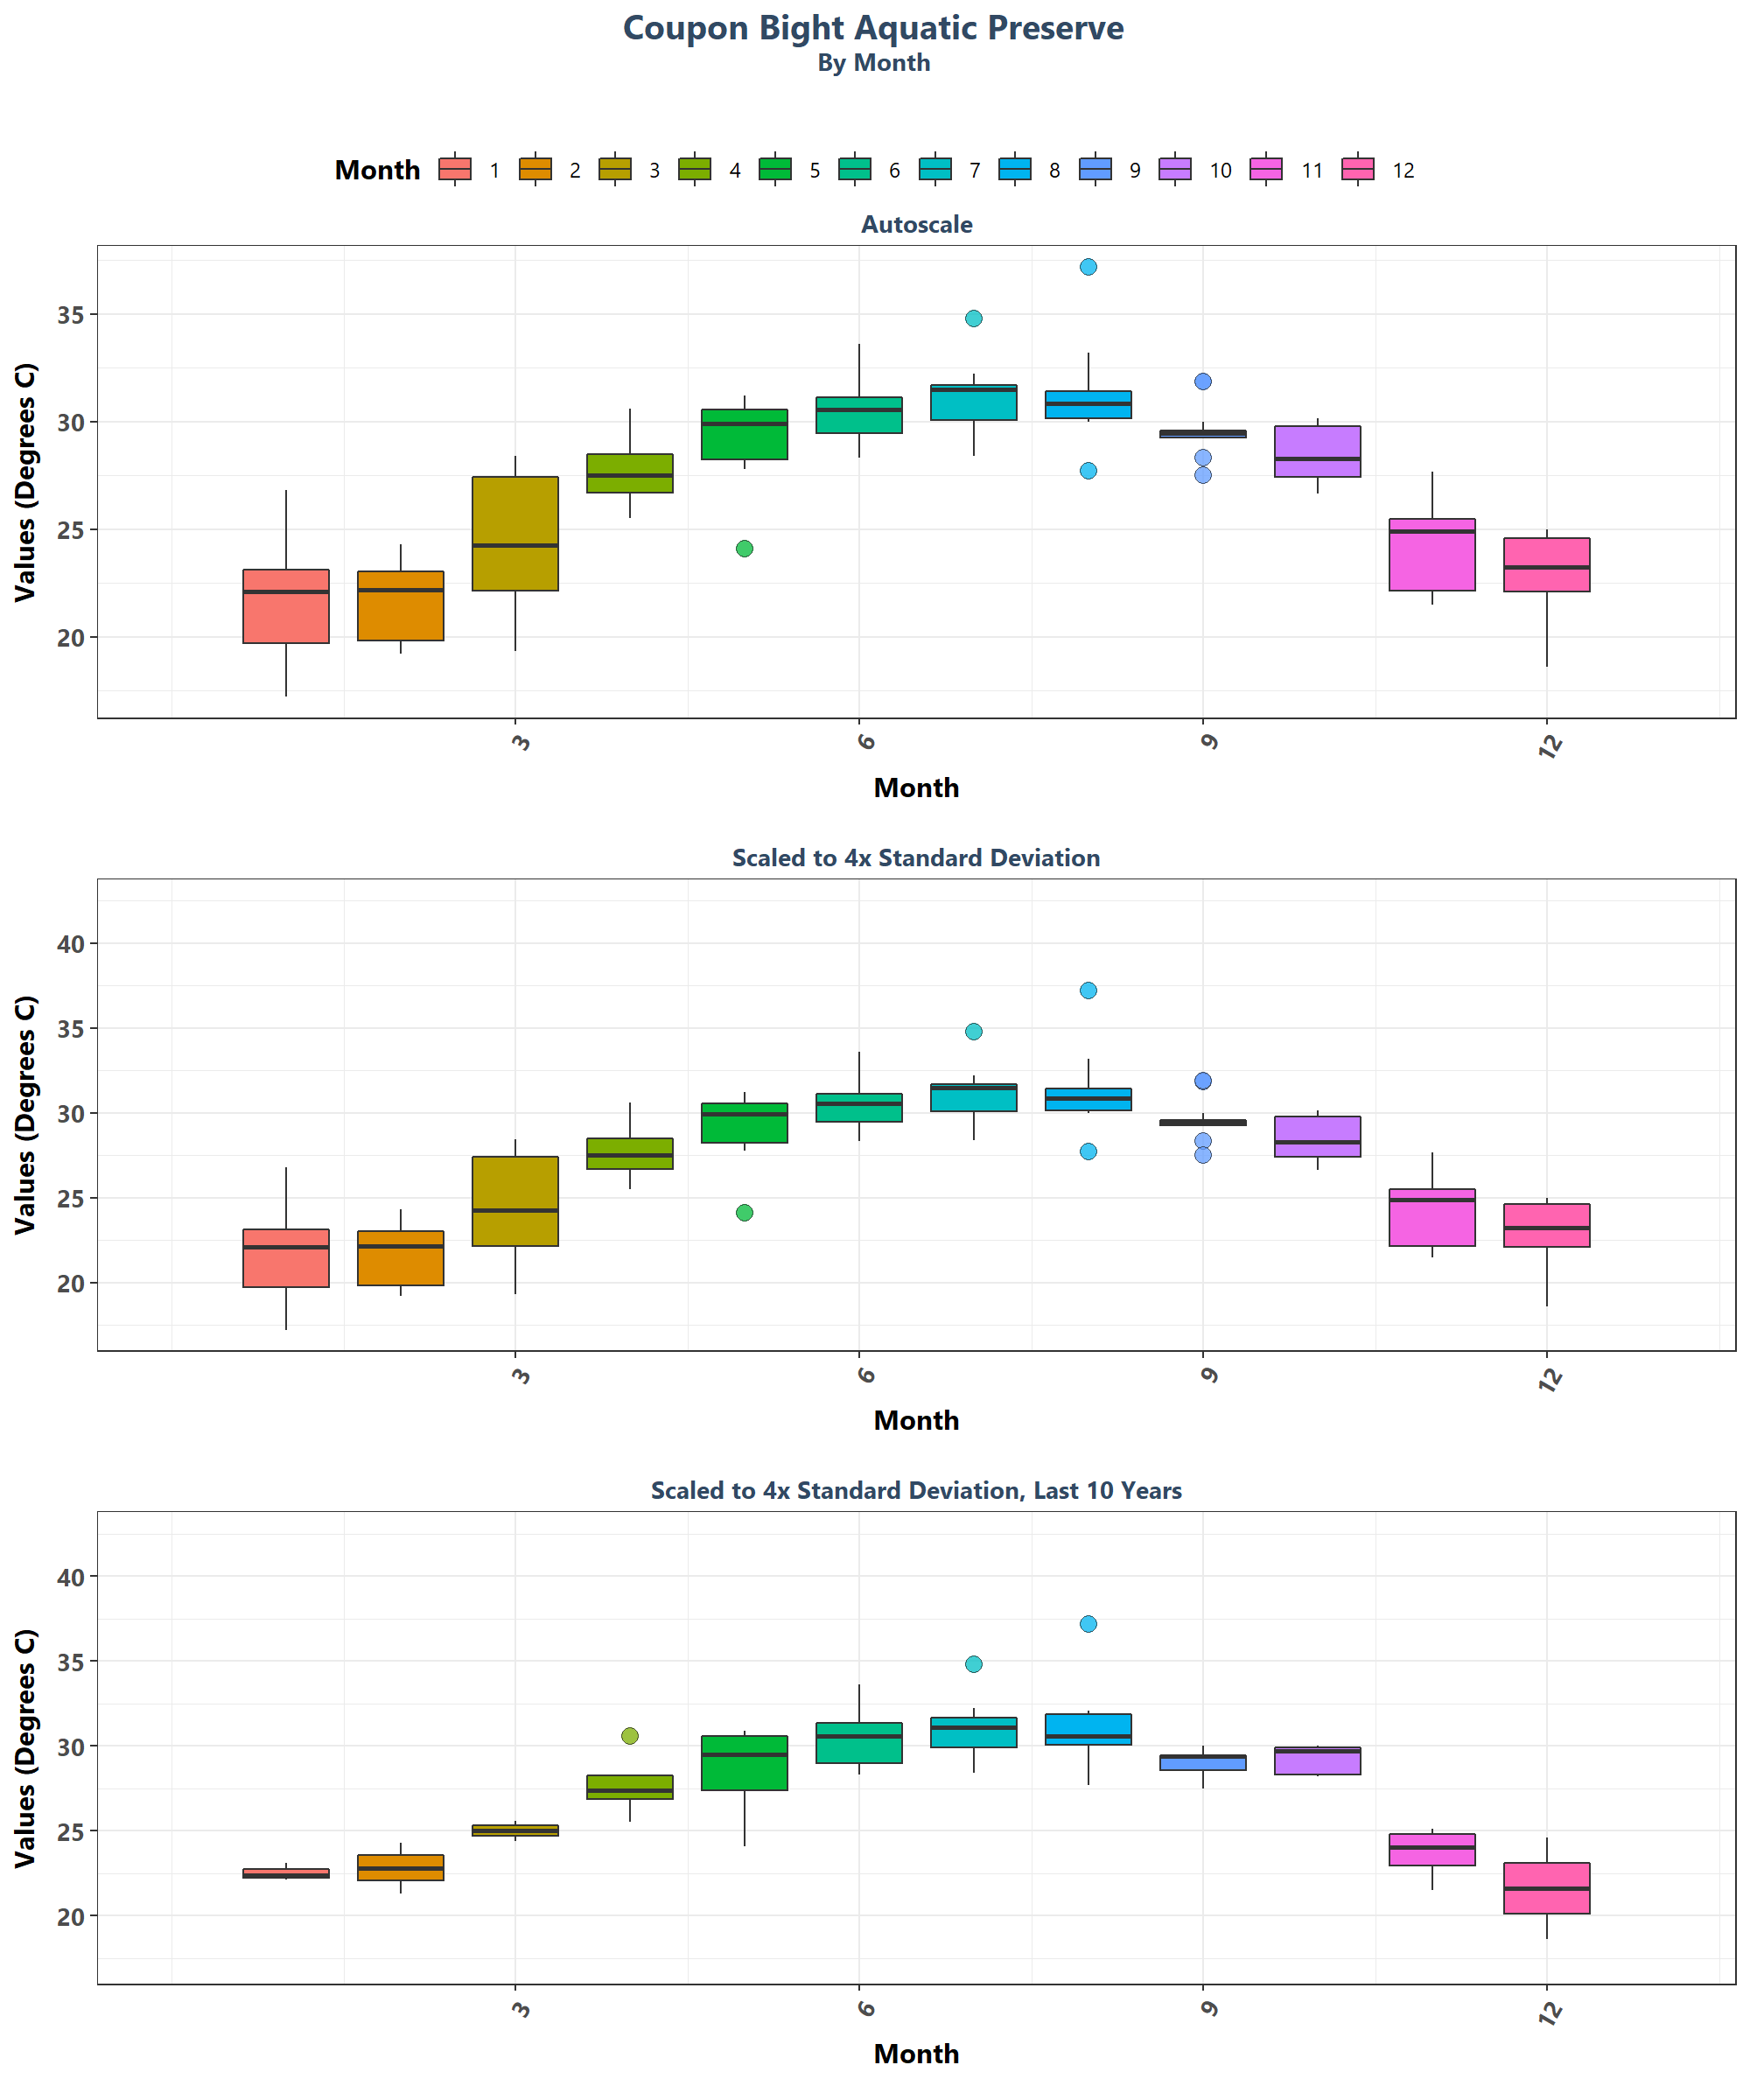 Coupon Bight Aquatic Preserve
By Month
Month 1 2 3 4 5 6 7 8 9 10 11 12
Autoscale
Values (Degrees C)
35
30
25
20
3 6 9 12
Month
Scaled to 4x Standard Deviation
Values (Degrees C)
40
35
30
25
20
3 6 9 12
Month
Scaled to 4x Standard Deviation, Last 10 Years
Values (Degrees C)
40
35
30
25
20
3 6 9 12
Month